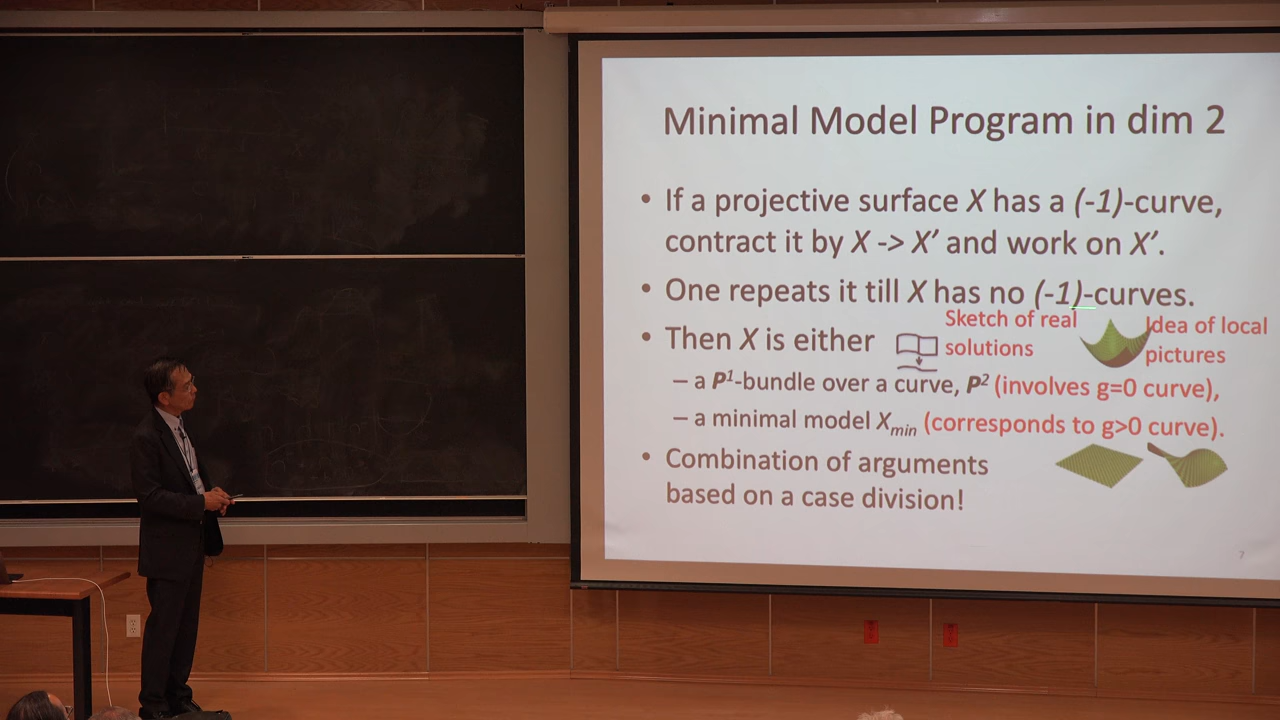 Minimal Model Program in dim 2
• If a projective surface X has a (-1)-curve,
contract it by X -> X' and work on X'.
• One repeats it till X has no (-1)-curves.
Sketch of real
solutions
Idea of local
pictures
• Then X is either
– a P¹-bundle over a curve, P² (involves g=0 curve),
– a minimal model Xmin (corresponds to g>0 curve).
• Combination of arguments
based on a case division!
7